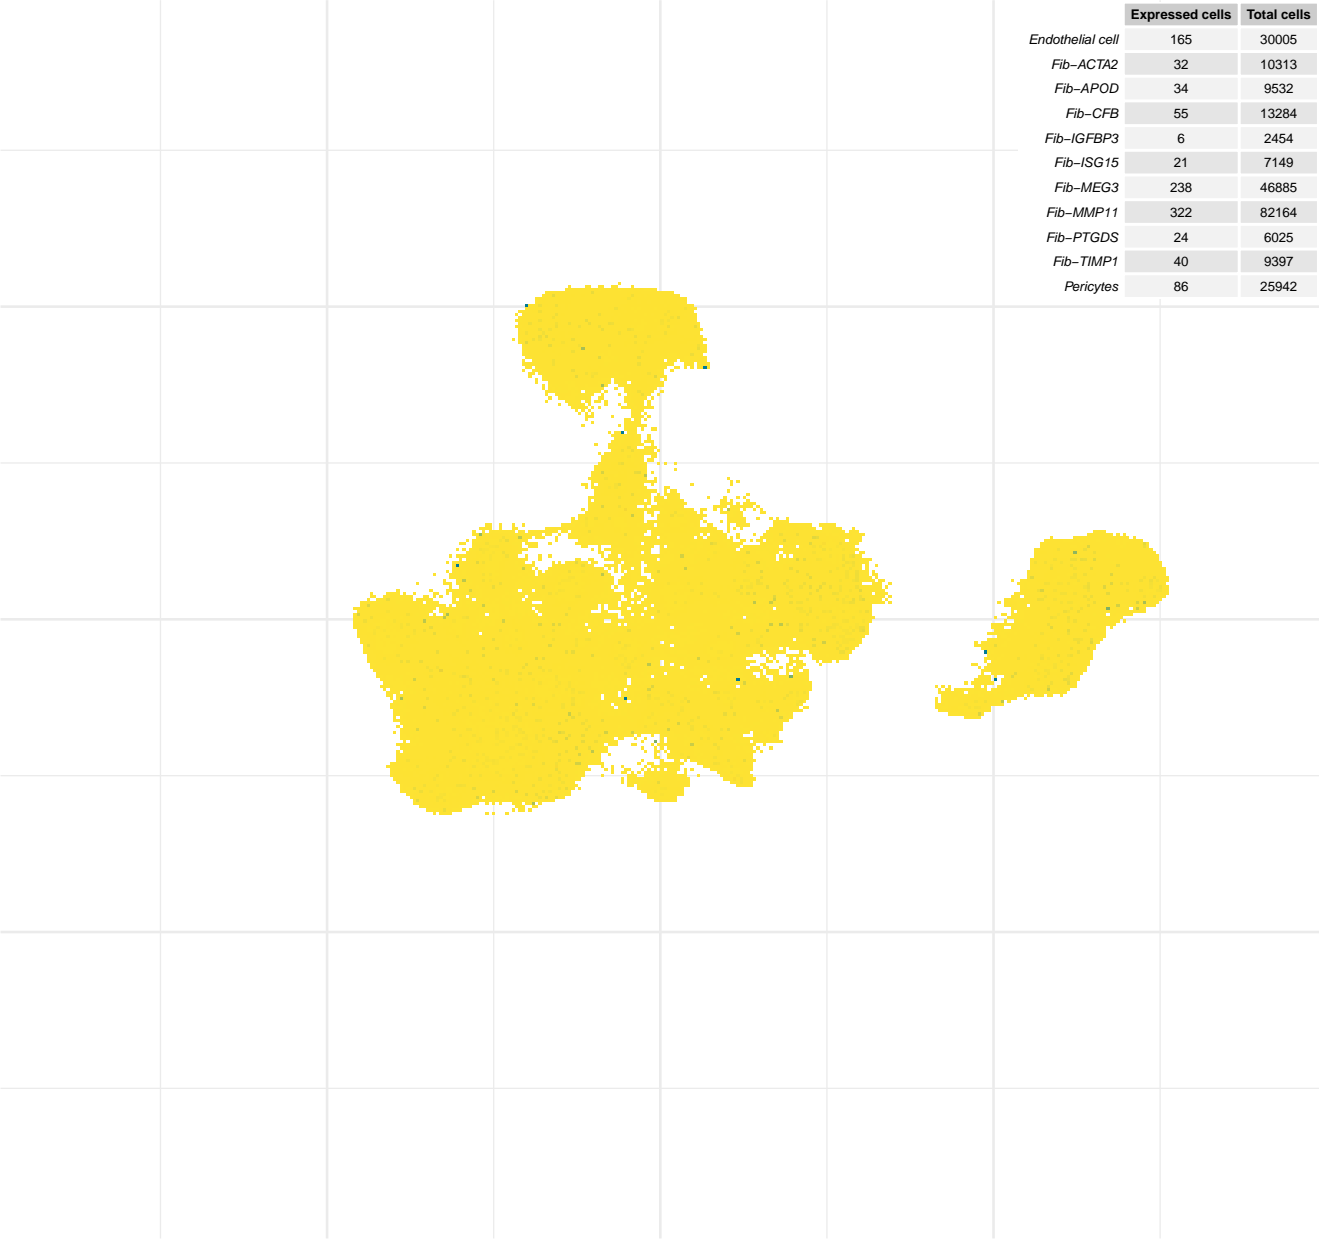 Expressed cells Total cells
Endothelial cell 165 30005
Fib−ACTA2 32 10313
Fib−APOD 34 9532
Fib−CFB 55 13284
Fib−IGFBP3 6 2454
Fib−ISG15 21 7149
Fib−MEG3 238 46885
Fib−MMP11 322 82164
Fib−PTGDS 24 6025
Fib−TIMP1 40 9397
Pericytes 86 25942